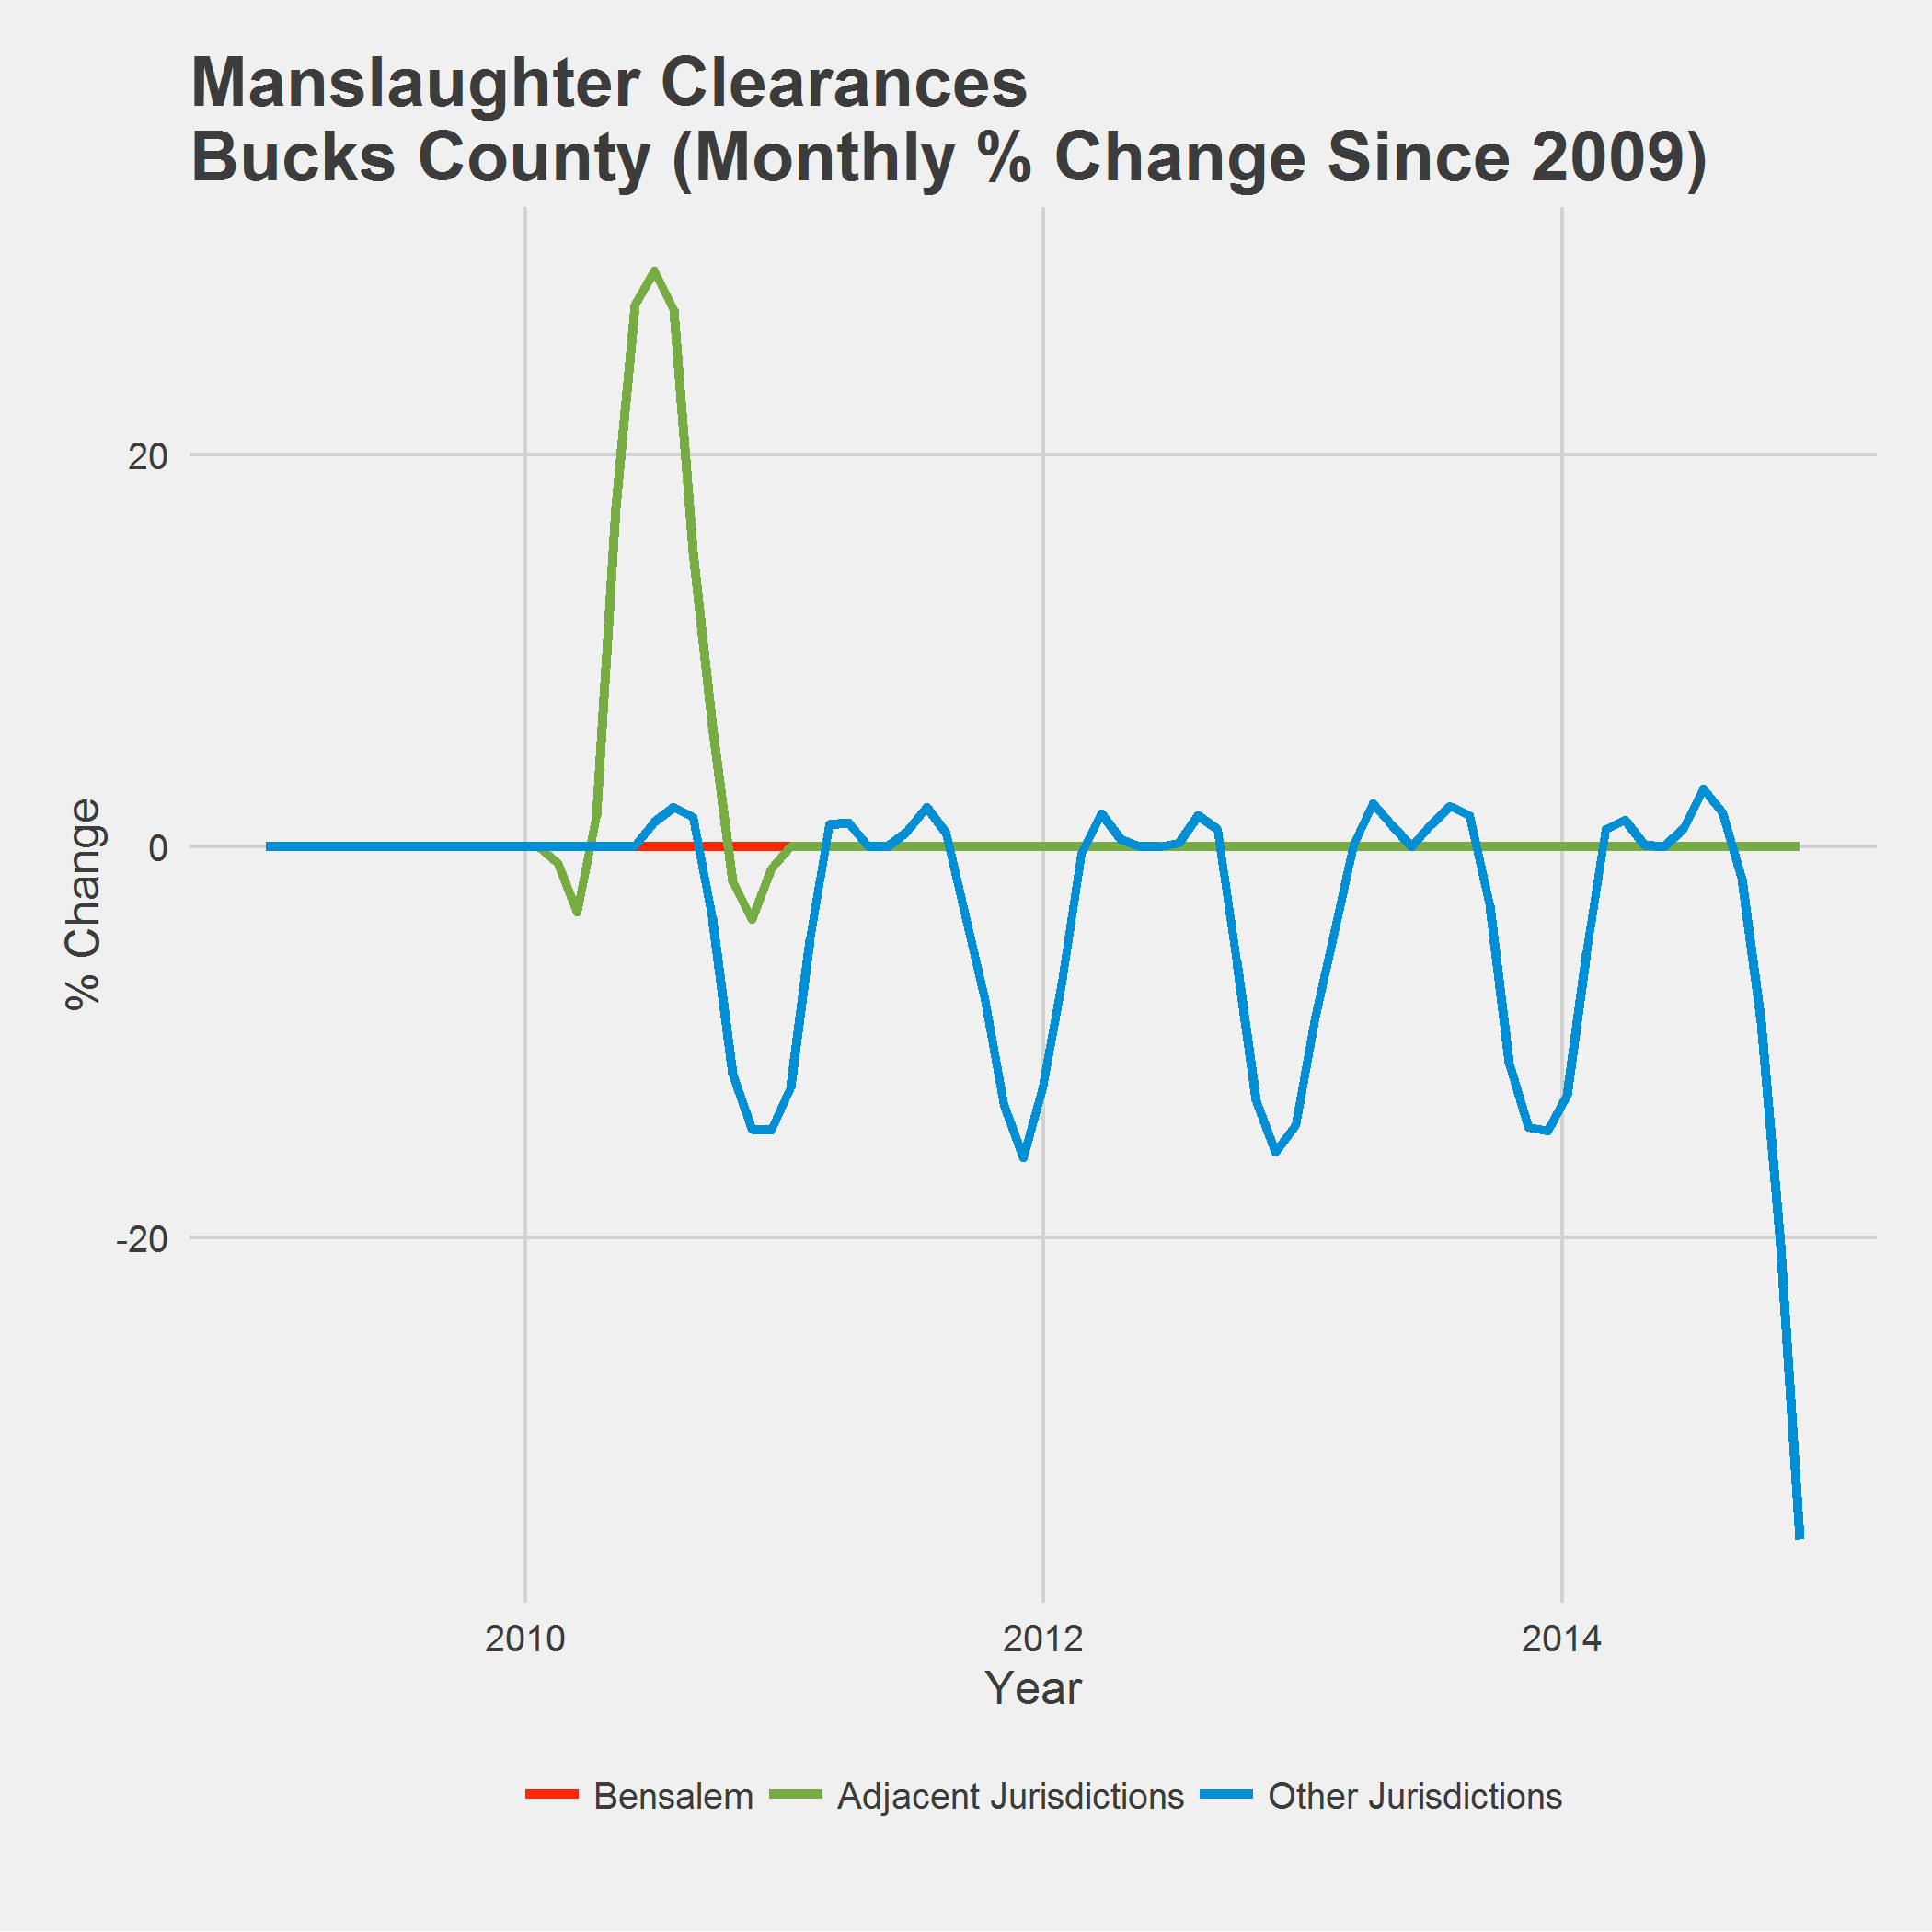 Manslaughter Clearances
Bucks County (Monthly % Change Since 2009)
% Change
20
0
-20
2010 2012 2014
Year
Bensalem Adjacent Jurisdictions Other Jurisdictions